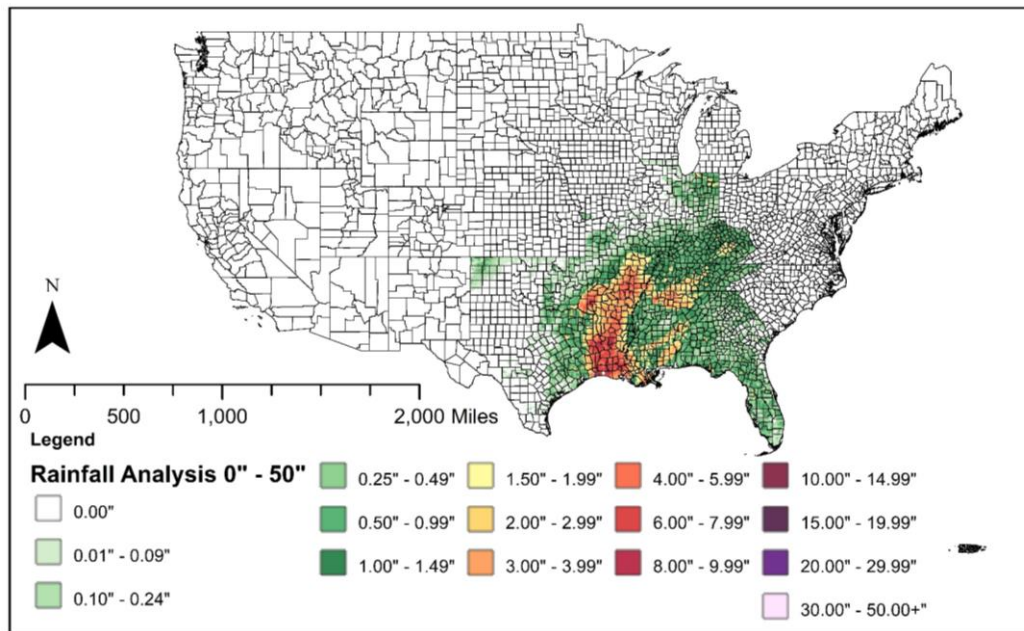 N
0 500 1,000 2,000 Miles
Legend
Rainfall Analysis 0" - 50"
0.00"
0.01" - 0.09"
0.10" - 0.24"
0.25" - 0.49"
0.50" - 0.99"
1.00" - 1.49"
1.50" - 1.99"
2.00" - 2.99"
3.00" - 3.99"
4.00" - 5.99"
6.00" - 7.99"
8.00" - 9.99"
10.00" - 14.99"
15.00" - 19.99"
20.00" - 29.99"
30.00" - 50.00+"